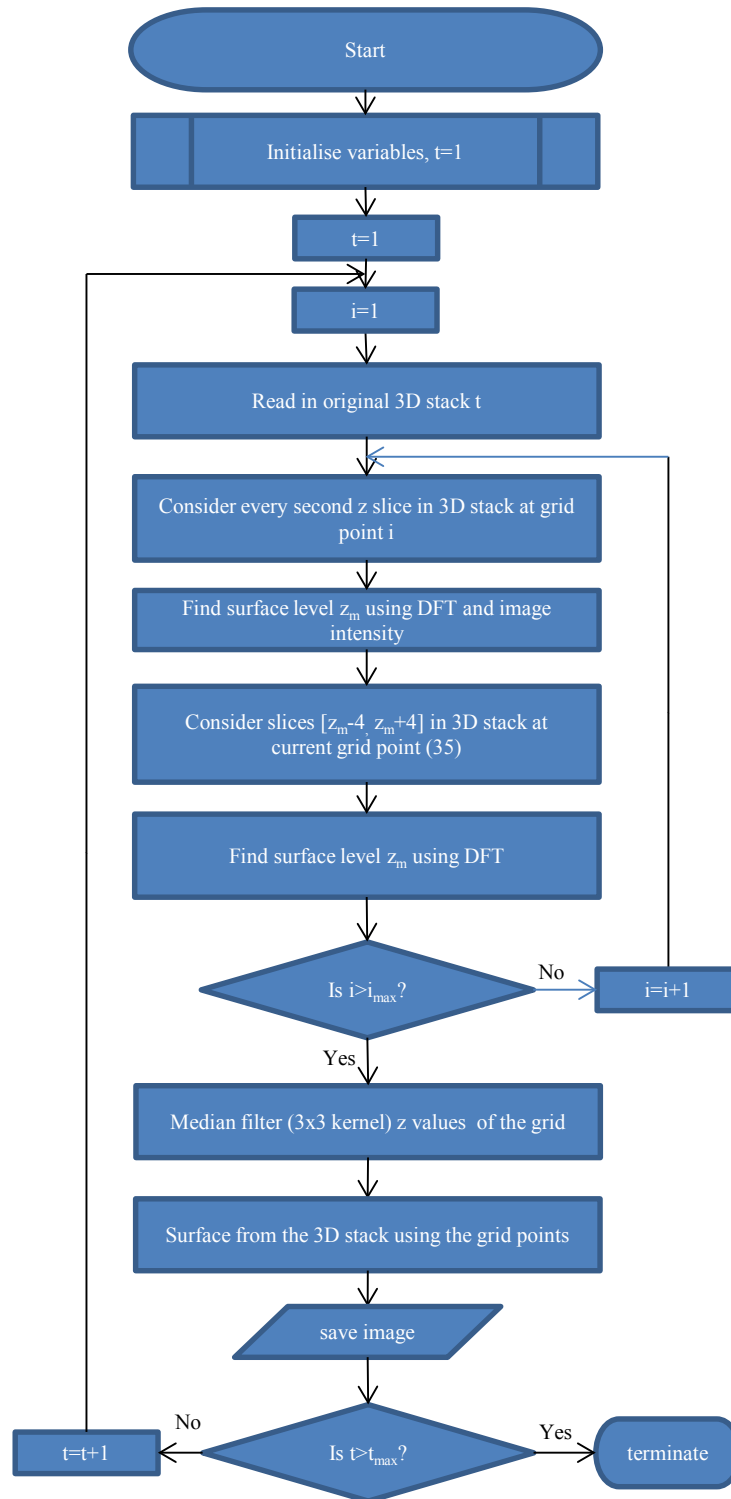 Start
Initialise variables, t=1
t=1
i=1
Read in original 3D stack t
Consider every second z slice in 3D stack at grid
point i
Find surface level zₘ using DFT and image
intensity
Consider slices [zₘ-4, zₘ+4] in 3D stack at
current grid point (35)
Find surface level zₘ using DFT
Is i>iₘₐₓ?
No
i=i+1
Yes
Median filter (3x3 kernel) z values of the grid
Surface from the 3D stack using the grid points
save image
t=t+1
No
Is t>tₘₐₓ?
Yes
terminate